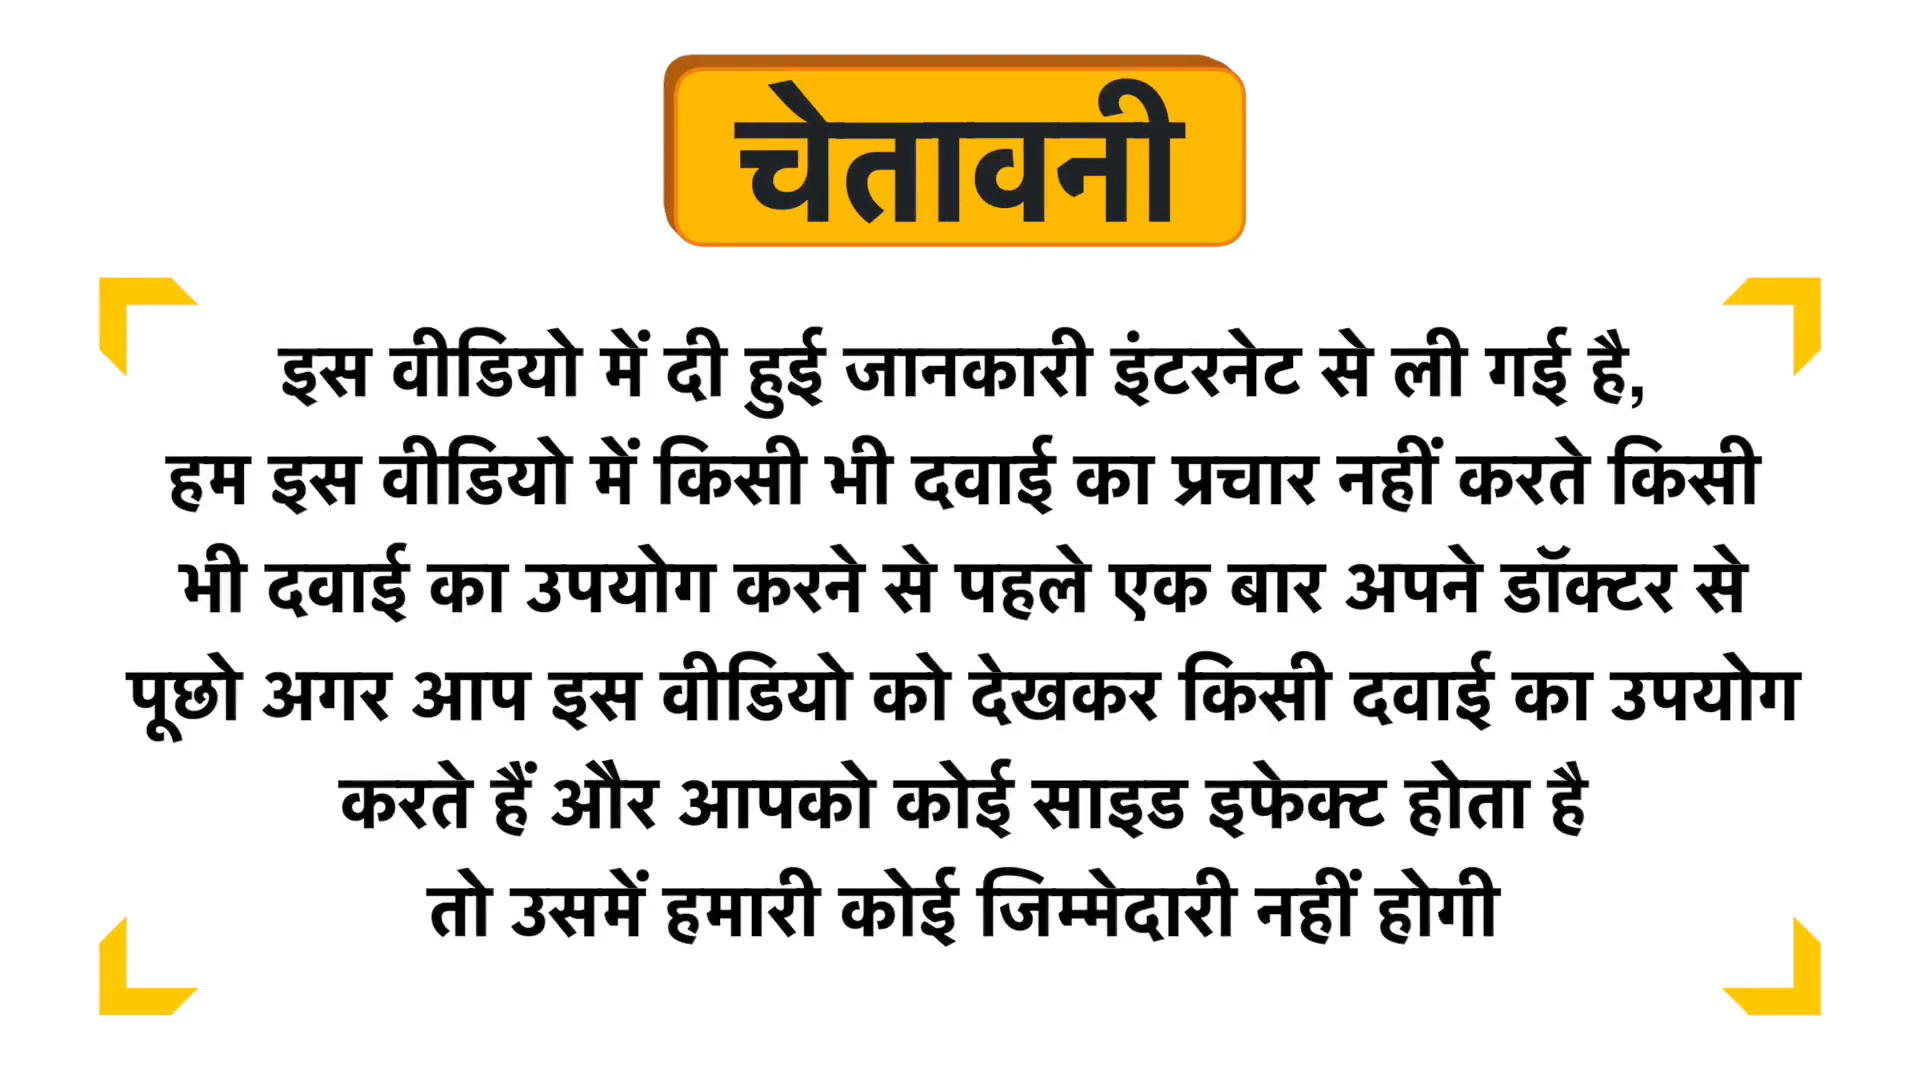 चेतावनी
इस वीडियो में दी हुई जानकारी इंटरनेट से ली गई है,
हम इस वीडियो में किसी भी दवाई का प्रचार नहीं करते किसी
भी दवाई का उपयोग करने से पहले एक बार अपने डॉक्टर से
पूछो अगर आप इस वीडियो को देखकर किसी दवाई का उपयोग
करते हैं और आपको कोई साइड इफेक्ट होता है
तो उसमें हमारी कोई जिम्मेदारी नहीं होगी